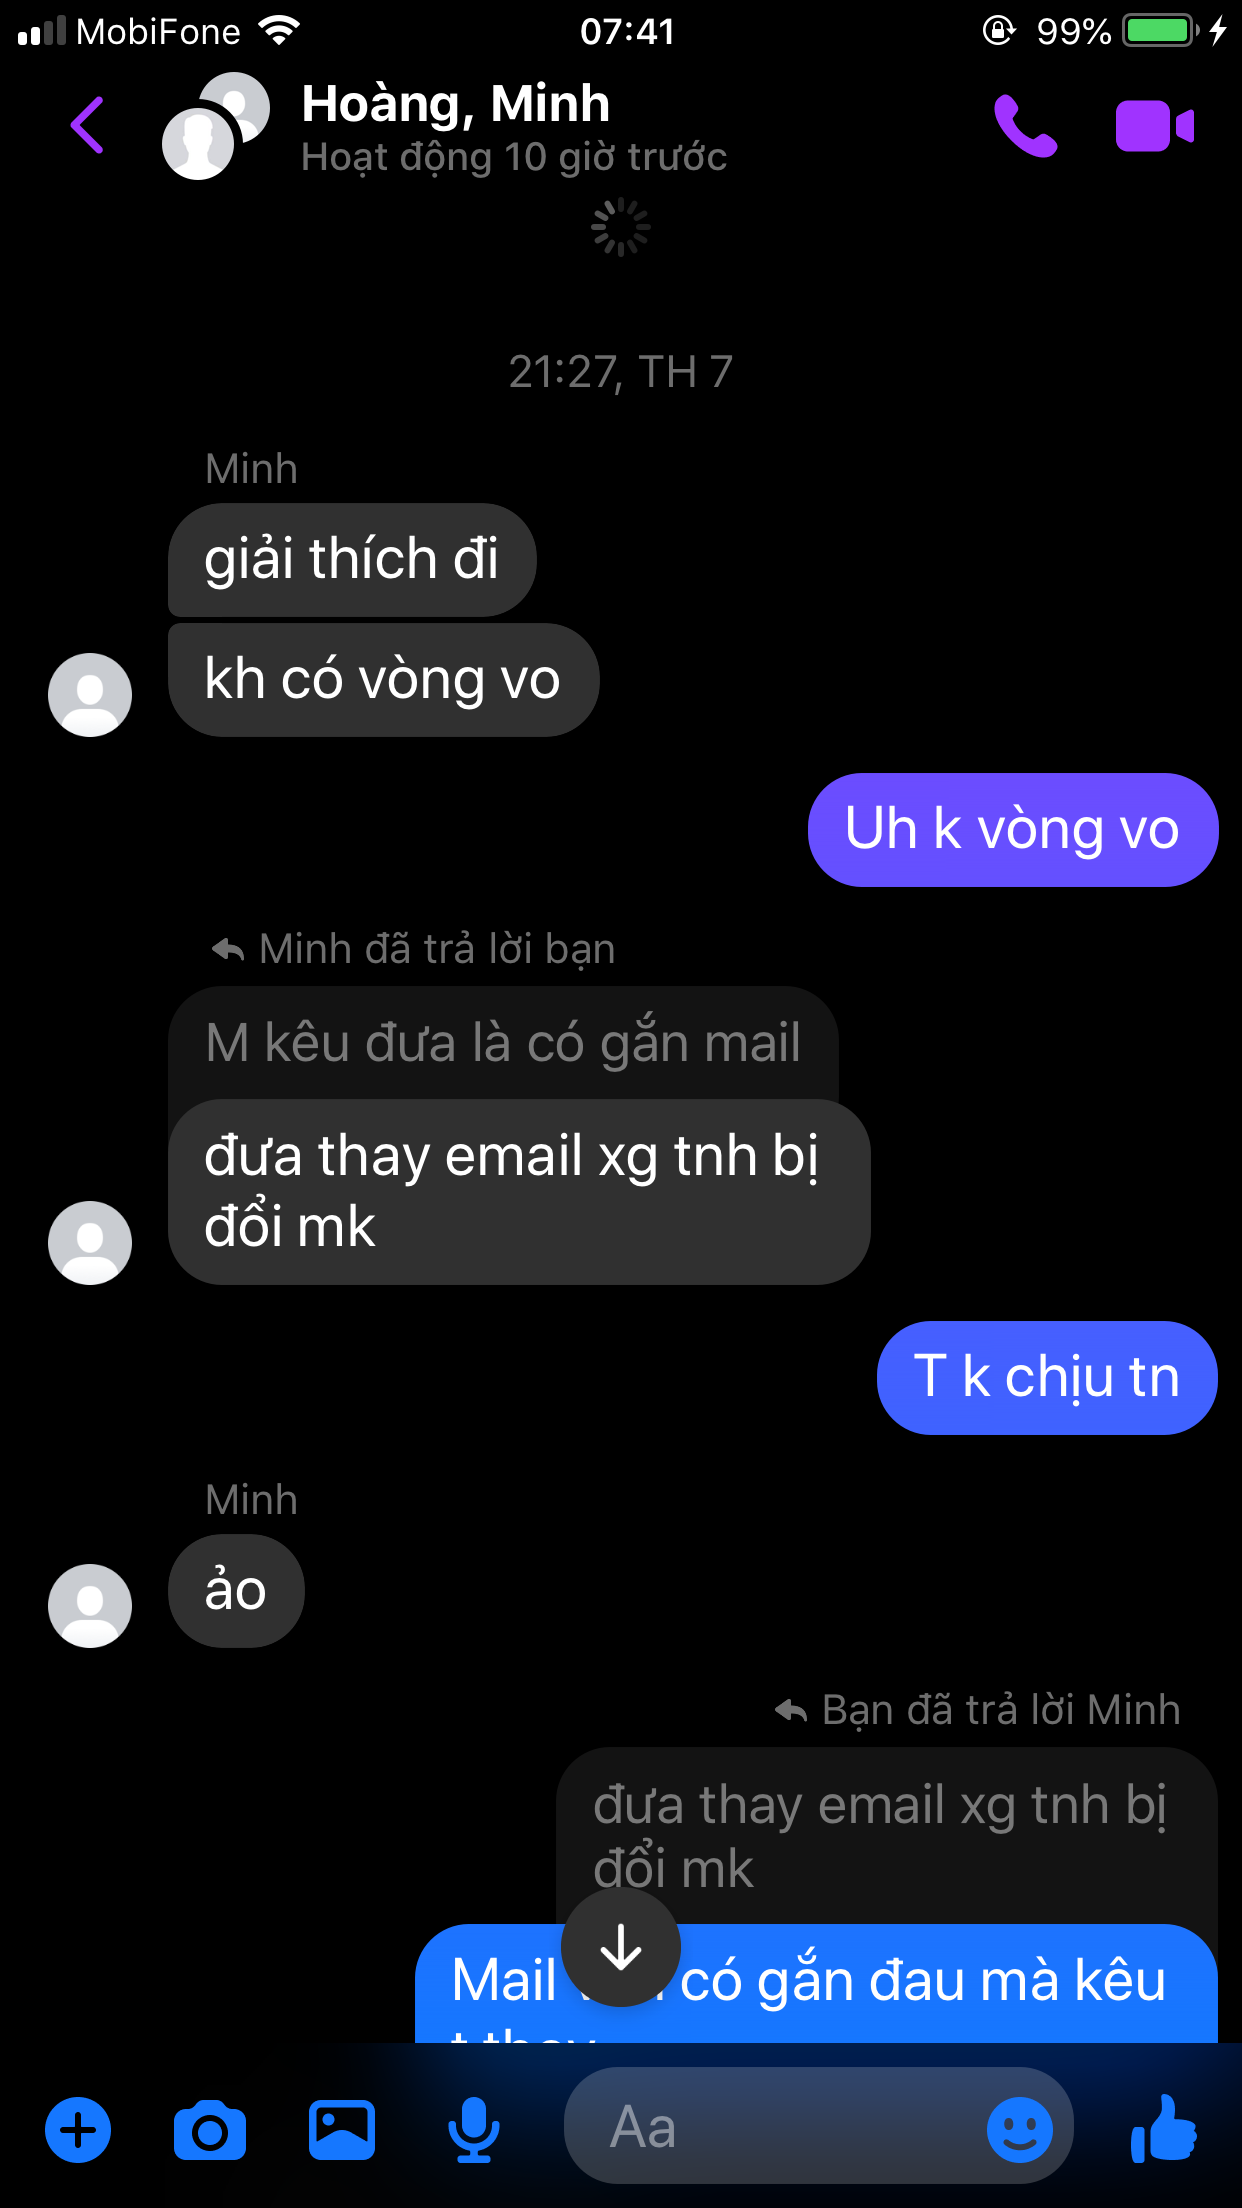 MobiFone 07:41 99%
Hoàng, Minh
Hoạt động 10 giờ trước
21:27, TH 7
Minh
giải thích đi
kh có vòng vo
Uh k vòng vo
Minh đã trả lời bạn
M kêu đưa là có gắn mail
đưa thay email xg tnh bị
đổi mk
T k chịu tn
Minh
ảo
Bạn đã trả lời Minh
đưa thay email xg tnh bị
đổi mk
Mail có gắn đau mà kêu
t thay
Aa